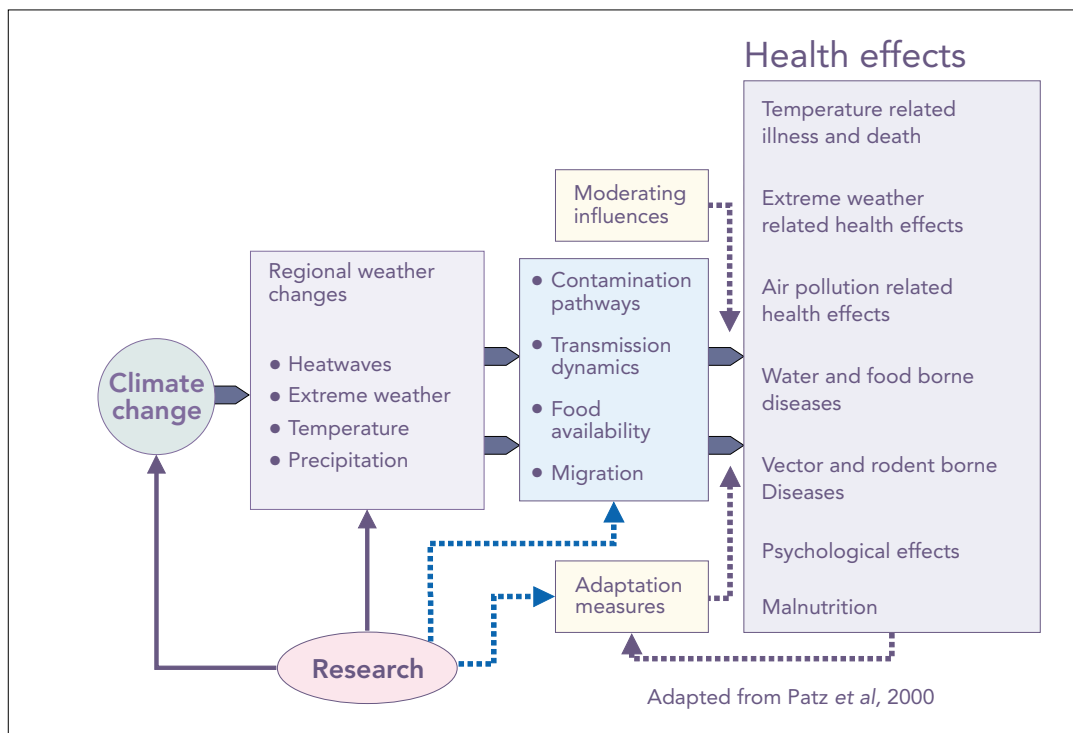 Health effects
Temperature related
illness and death
Extreme weather
related health effects
Air pollution related
health effects
Water and food borne
diseases
Vector and rodent borne
Diseases
Psychological effects
Malnutrition
Moderating
influences
Regional weather
changes
● Heatwaves
● Extreme weather
● Temperature
● Precipitation
● Contamination
pathways
● Transmission
dynamics
● Food
availability
● Migration
Climate
change
Adaptation
measures
Research
Adapted from Patz et al, 2000